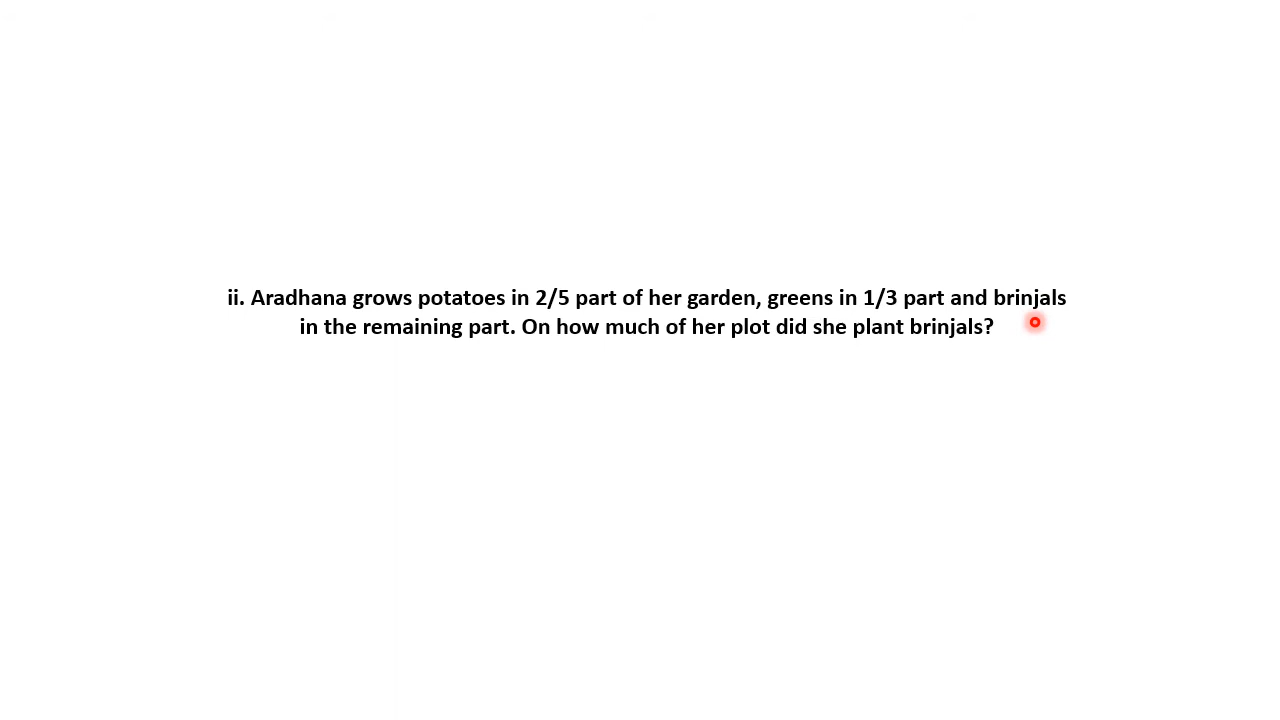 ii. Aradhana grows potatoes in 2/5 part of her garden, greens in 1/3 part and brinjals
in the remaining part. On how much of her plot did she plant brinjals?